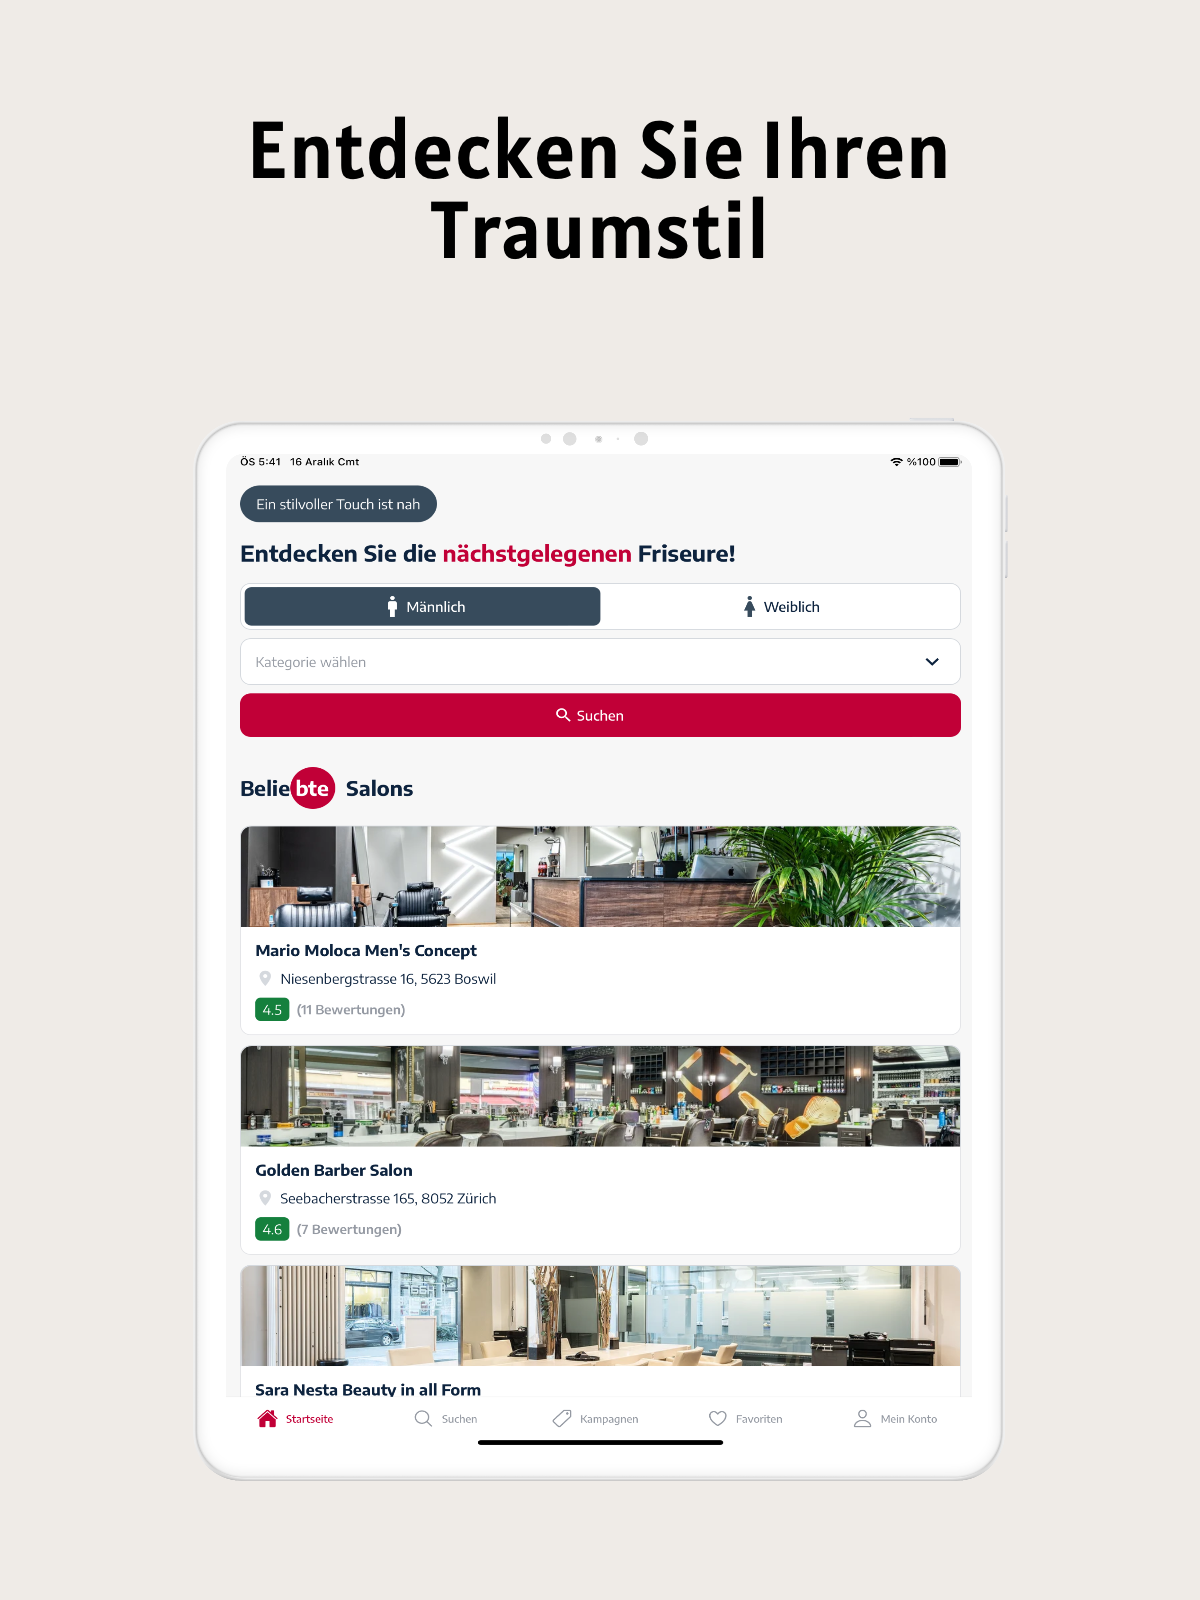 Entdecken Sie Ihren
Traumstil
ÖS 5:41 16 Aralık Cmt %100
Ein stilvoller Touch ist nah
Entdecken Sie die nächstgelegenen Friseure!
Männlich Weiblich
Kategorie wählen
Suchen
Beliebte Salons
Mario Moloca Men's Concept
Niesenbergstrasse 16, 5623 Boswil
4.5 (11 Bewertungen)
Golden Barber Salon
Seebacherstrasse 165, 8052 Zürich
4.6 (7 Bewertungen)
Sara Nesta Beauty in all Form
Startseite Suchen Kampagnen Favoriten Mein Konto